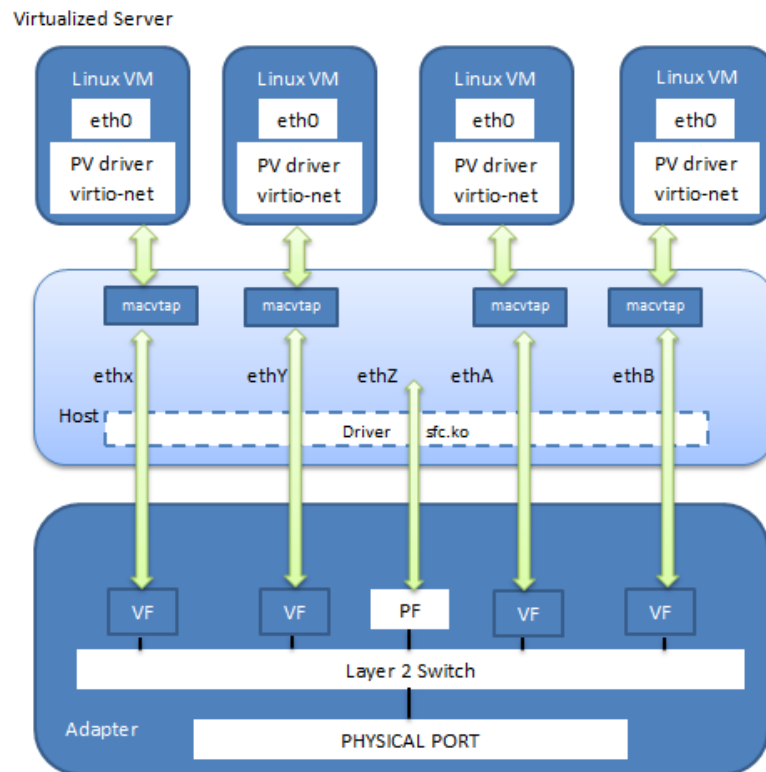 Virtualized Server
Linux VM
eth0
PV driver
virtio-net
Linux VM
eth0
PV driver
virtio-net
Linux VM
eth0
PV driver
virtio-net
Linux VM
eth0
PV driver
virtio-net
macvtap
macvtap
macvtap
macvtap
ethx
ethY
ethZ
ethA
ethB
Host
Driver sfc.ko
VF
VF
PF
VF
VF
Layer 2 Switch
Adapter
PHYSICAL PORT